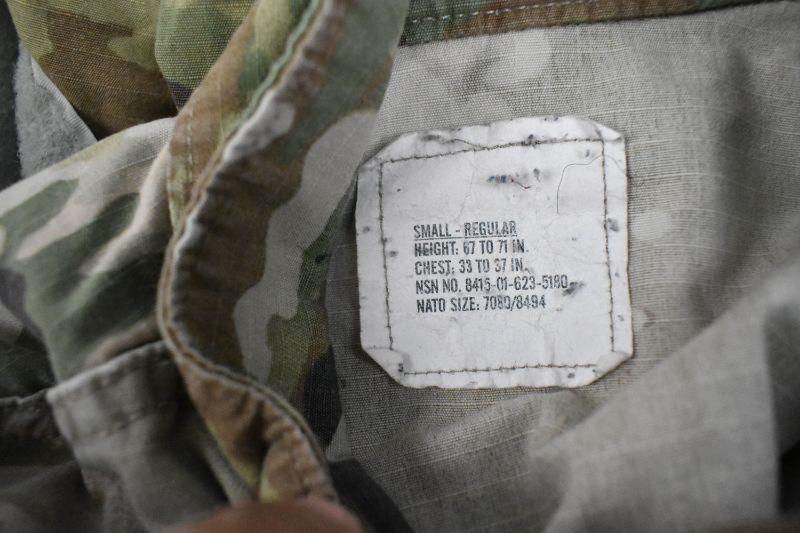 SMALL - REGULAR
HEIGHT: 67 TO 71 IN.
CHEST: 33 TO 37 IN.
NSN NO. 8415-01-623-5180
NATO SIZE: 7080/8494